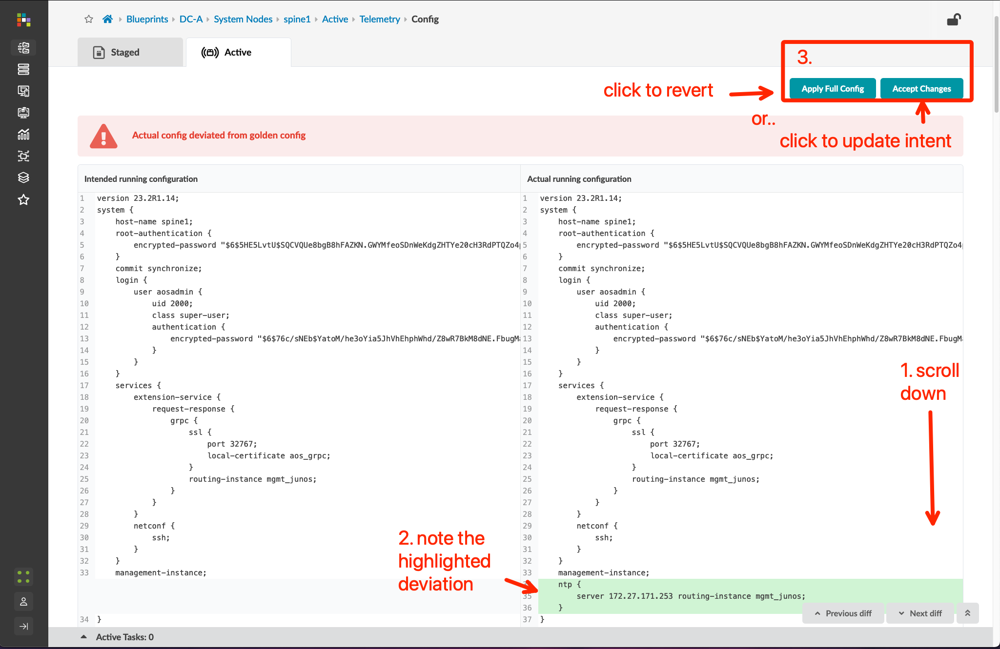 Blueprints DC-A System Nodes spine1 Active Telemetry Config
Staged
Active
3.
Apply Full Config
Accept Changes
click to revert
or..
click to update intent
Actual config deviated from golden config
Intended running configuration
1 version 23.2R1.14;
2 system {
3 host-name spine1;
4 root-authentication {
5 encrypted-password "$6$5HE5LvtU$SQCVQUe8bgB8hFAZKN.GWYMfeoSDnWeKdgZHTYe20cH3RdPTQZo4
6 }
7 commit synchronize;
8 login {
9 user aosadmin {
10 uid 2000;
11 class super-user;
12 authentication {
13 encrypted-password "$6$76c/sNEb$YatoM/he3oYia5JhVhEhphWhd/Z8wR7BkM8dNE.FbugM
14 }
15 }
16 }
17 services {
18 extension-service {
19 request-response {
20 grpc {
21 ssl {
22 port 32767;
23 local-certificate aos_grpc;
24 }
25 routing-instance mgmt_junos;
26 }
27 }
28 }
29 netconf {
30 ssh;
31 }
32 }
33 management-instance;
34 }
Actual running configuration
1 version 23.2R1.14;
2 system {
3 host-name spine1;
4 root-authentication {
5 encrypted-password "$6$5HE5LvtU$SQCVQUe8bgB8hFAZKN.GWYMfeoSDnWeKdgZHTYe20cH3RdPTQZo4
6 }
7 commit synchronize;
8 login {
9 user aosadmin {
10 uid 2000;
11 class super-user;
12 authentication {
13 encrypted-password "$6$76c/sNEb$YatoM/he3oYia5JhVhEhphWhd/Z8wR7BkM8dNE.FbugM
14 }
15 }
16 }
17 services {
18 extension-service {
19 request-response {
20 grpc {
21 ssl {
22 port 32767;
23 local-certificate aos_grpc;
24 }
25 routing-instance mgmt_junos;
26 }
27 }
28 }
29 netconf {
30 ssh;
31 }
32 }
33 management-instance;
ntp {
35 server 172.27.171.253 routing-instance mgmt_junos;
36 }
37 }
1. scroll
down
2. note the
highlighted
deviation
Previous diff
Next diff
Active Tasks: 0